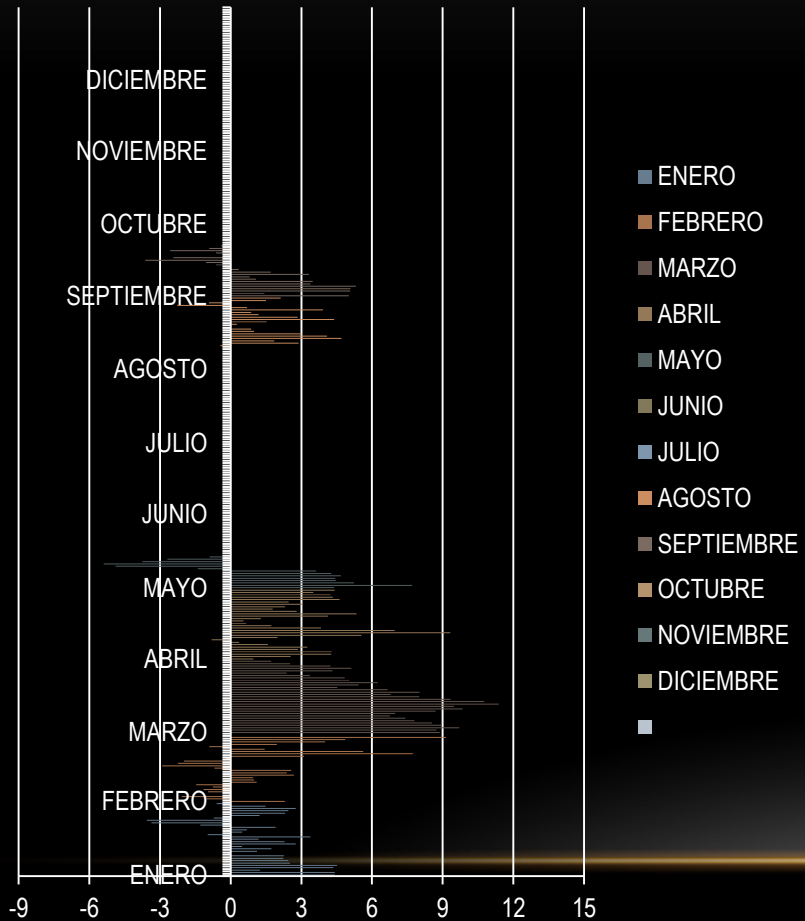 DICIEMBRE
NOVIEMBRE
OCTUBRE
SEPTIEMBRE
AGOSTO
JULIO
JUNIO
MAYO
ABRIL
MARZO
FEBRERO
ENERO
-9 -6 -3 0 3 6 9 12 15
ENERO
FEBRERO
MARZO
ABRIL
MAYO
JUNIO
JULIO
AGOSTO
SEPTIEMBRE
OCTUBRE
NOVIEMBRE
DICIEMBRE